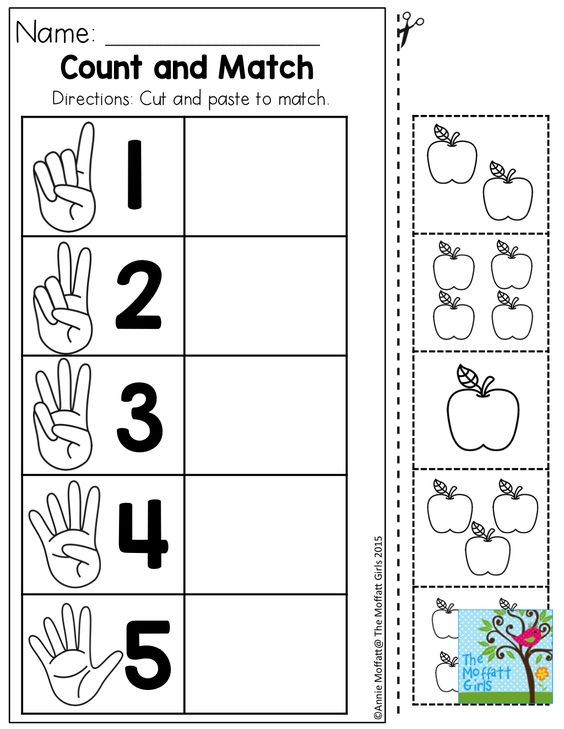 Name: ____________________
Count and Match
Directions: Cut and paste to match.
1
2
3
4
5
©Annie Moffatt@ The Moffatt Girls 2015
The
Moffatt
Girls